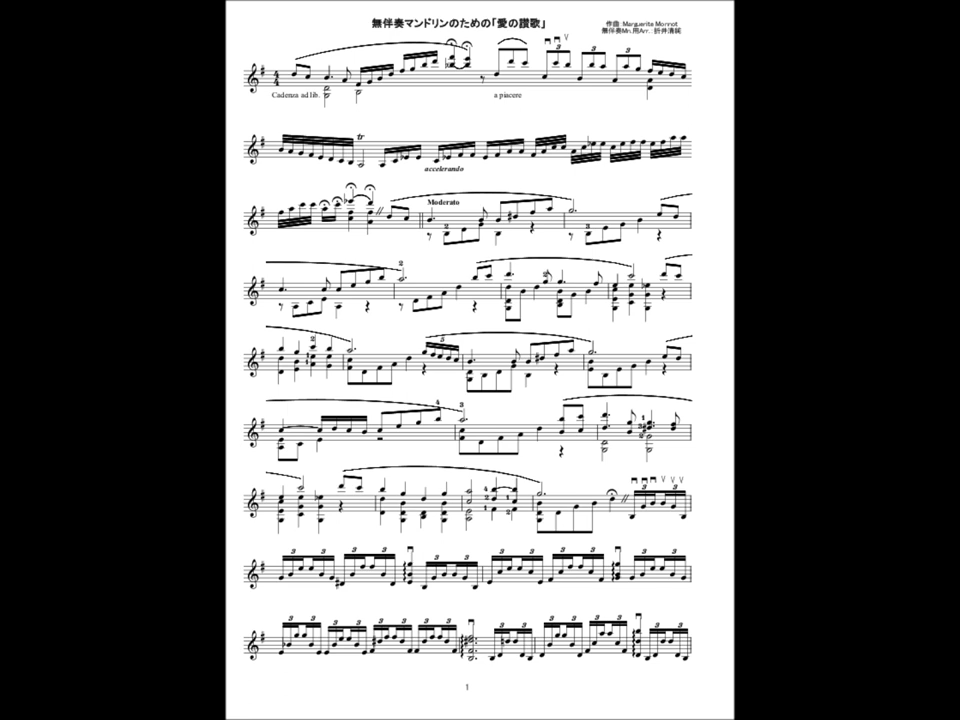 無伴奏マンドリンのための「愛の讃歌」
作曲 Marguerite Monnot
無伴奏Mn.用Arr. 折井清純
Cadenza ad lib.
a piacere
accelerando
Moderato
1